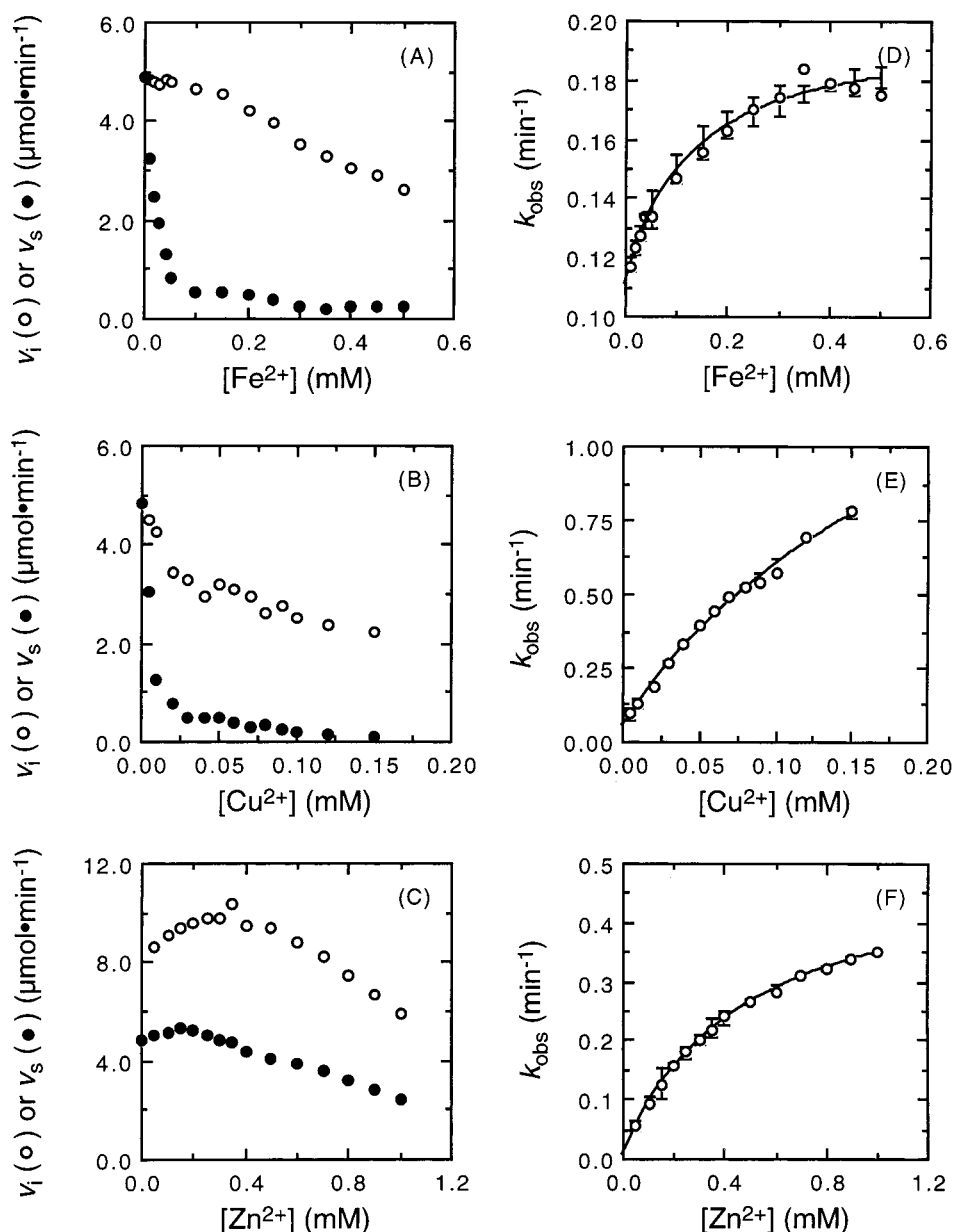 vi (o) or vs (●) (µmol•min-1)
6.0
4.0
2.0
0.0
(A)
0.0 0.2 0.4 0.6
[Fe2+] (mM)
kobs (min-1)
0.20
0.18
0.16
0.14
0.12
0.10
(D)
0.0 0.2 0.4 0.6
[Fe2+] (mM)
vi (o) or vs (●) (µmol•min-1)
6.0
4.0
2.0
0.0
(B)
0.00 0.05 0.10 0.15 0.20
[Cu2+] (mM)
kobs (min-1)
1.00
0.75
0.50
0.25
0.00
(E)
0.00 0.05 0.10 0.15 0.20
[Cu2+] (mM)
vi (o) or vs (●) (µmol•min-1)
12.0
8.0
4.0
0.0
(C)
0.0 0.4 0.8 1.2
[Zn2+] (mM)
kobs (min-1)
0.5
0.4
0.3
0.2
0.1
0.0
(F)
0.0 0.4 0.8 1.2
[Zn2+] (mM)